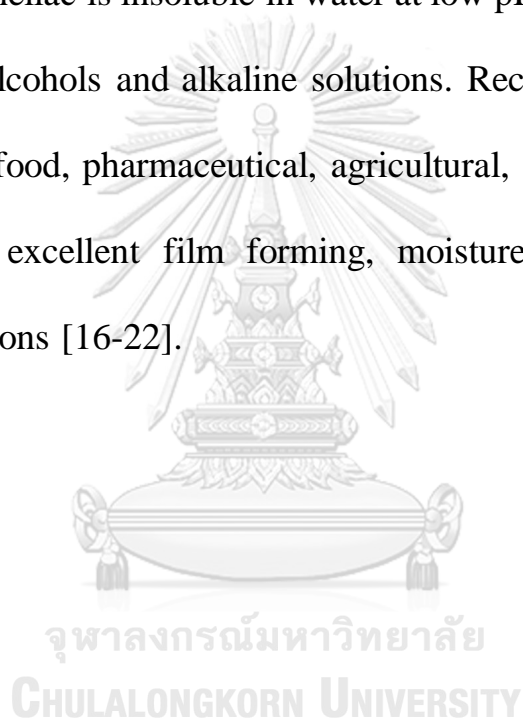 is insoluble in water at low
alcohols and alkaline solutions. Rec
food, pharmaceutical, agricultural,
excellent film forming, moisture
ons [16-22].
จุฬาลงกรณ์มหาวิทยาลัย
CHULALONGKORN UNIVERSITY